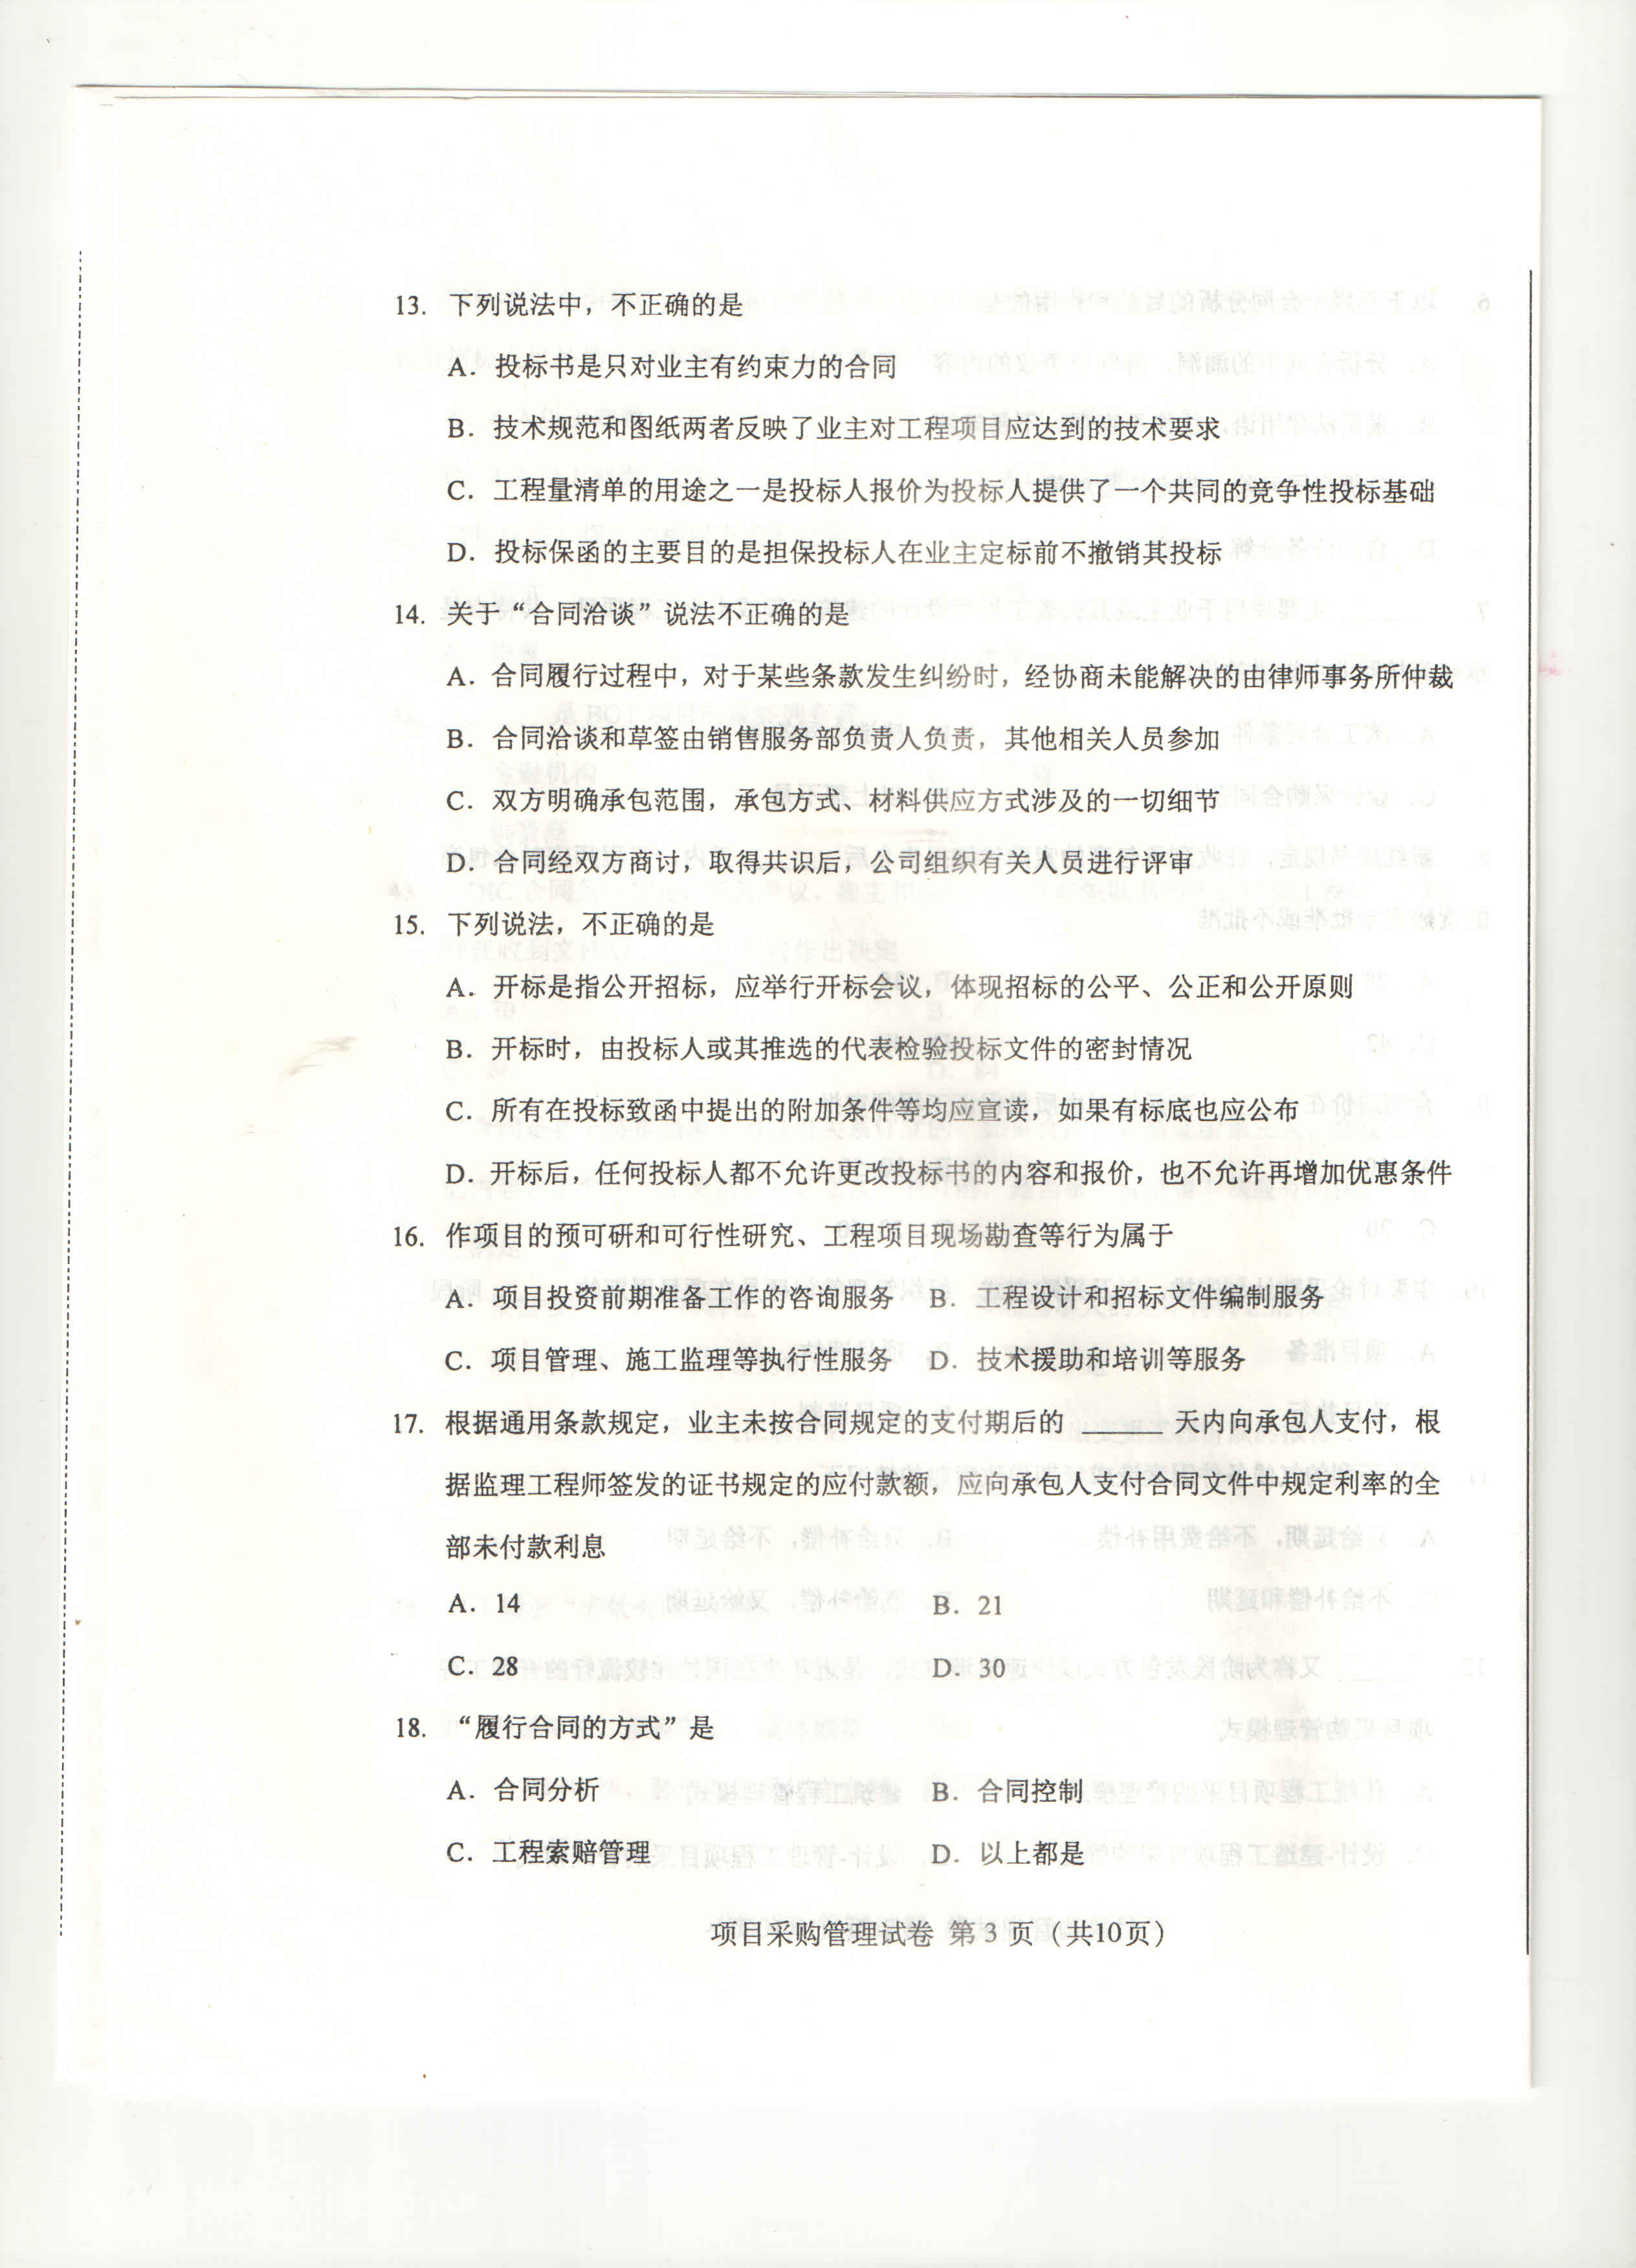 13. 下列说法中，不正确的是
A. 投标书是只对业主有约束力的合同
B. 技术规范和图纸两者反映了业主对工程项目应达到的技术要求
C. 工程量清单的用途之一是投标人报价为投标人提供了一个共同的竞争性投标基础
D. 投标保函的主要目的是担保投标人在业主定标前不撤销其投标
14. 关于“合同洽谈”说法不正确的是
A. 合同履行过程中，对于某些条款发生纠纷时，经协商未能解决的由律师事务所仲裁
B. 合同洽谈和草签由销售服务部负责人负责，其他相关人员参加
C. 双方明确承包范围，承包方式、材料供应方式涉及的一切细节
D. 合同经双方商讨，取得共识后，公司组织有关人员进行评审
15. 下列说法，不正确的是
A. 开标是指公开招标，应举行开标会议，体现招标的公平、公正和公开原则
B. 开标时，由投标人或其推选的代表检验投标文件的密封情况
C. 所有在投标致函中提出的附加条件等均应宣读，如果有标底也应公布
D. 开标后，任何投标人都不允许更改投标书的内容和报价，也不允许再增加优惠条件
16. 作项目的预可研和可行性研究、工程项目现场勘查等行为属于
A. 项目投资前期准备工作的咨询服务 B. 工程设计和招标文件编制服务
C. 项目管理、施工监理等执行性服务 D. 技术援助和培训等服务
17. 根据通用条款规定，业主未按合同规定的支付期后的 ______ 天内向承包人支付，根
据监理工程师签发的证书规定的应付款额，应向承包人支付合同文件中规定利率的全
部未付款利息
A. 14 B. 21
C. 28 D. 30
18. “履行合同的方式”是
A. 合同分析 B. 合同控制
C. 工程索赔管理 D. 以上都是
项目采购管理试卷 第 3 页（共10页）